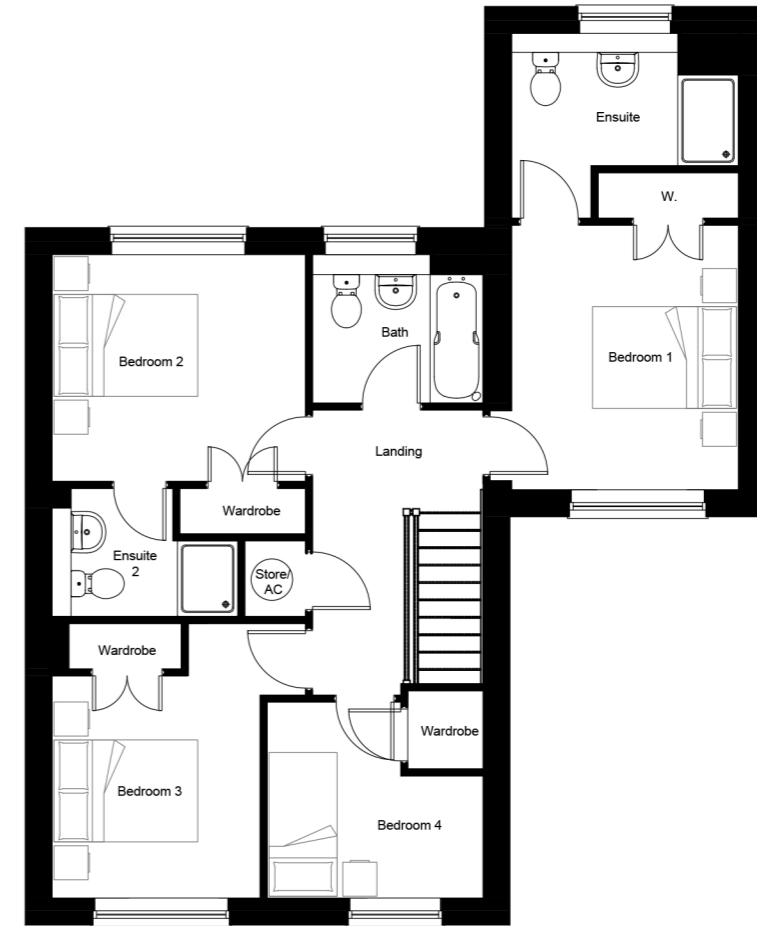 Ensuite
W.
Bath
Bedroom 2
Bedroom 1
Landing
Wardrobe
Ensuite
2
Store/
AC
Wardrobe
Wardrobe
Bedroom 3
Bedroom 4